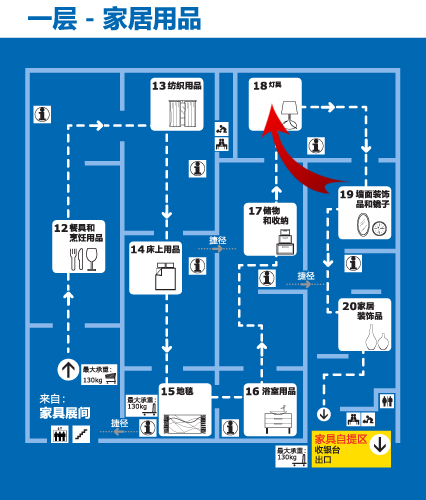 一层 - 家居用品
13 纺织用品
18 灯具
12 餐具和
烹饪用品
14 床上用品
17 储物
和收纳
19 墙面装饰
品和镜子
捷径
捷径
20 家居
装饰品
最大承重:
130kg
来自:
家具展间
15 地毯
16 浴室用品
最大承重:
130kg
捷径
最大承重:
130kg
家具自提区
收银台
出口